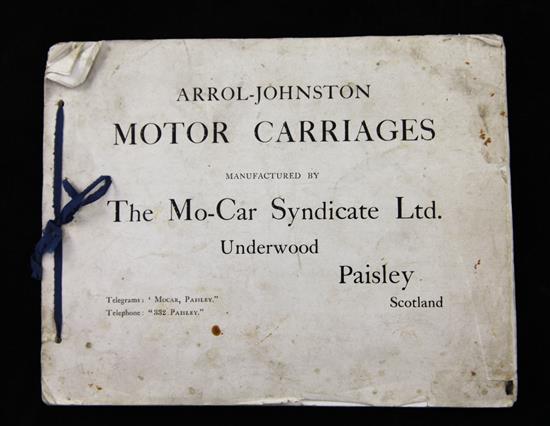 ARROL-JOHNSTON
MOTOR CARRIAGES
MANUFACTURED BY
The Mo-Car Syndicate Ltd.
Underwood
Paisley
Scotland
Telegrams: ' Mocar, Paisley."
Telephone: "332 Paisley."